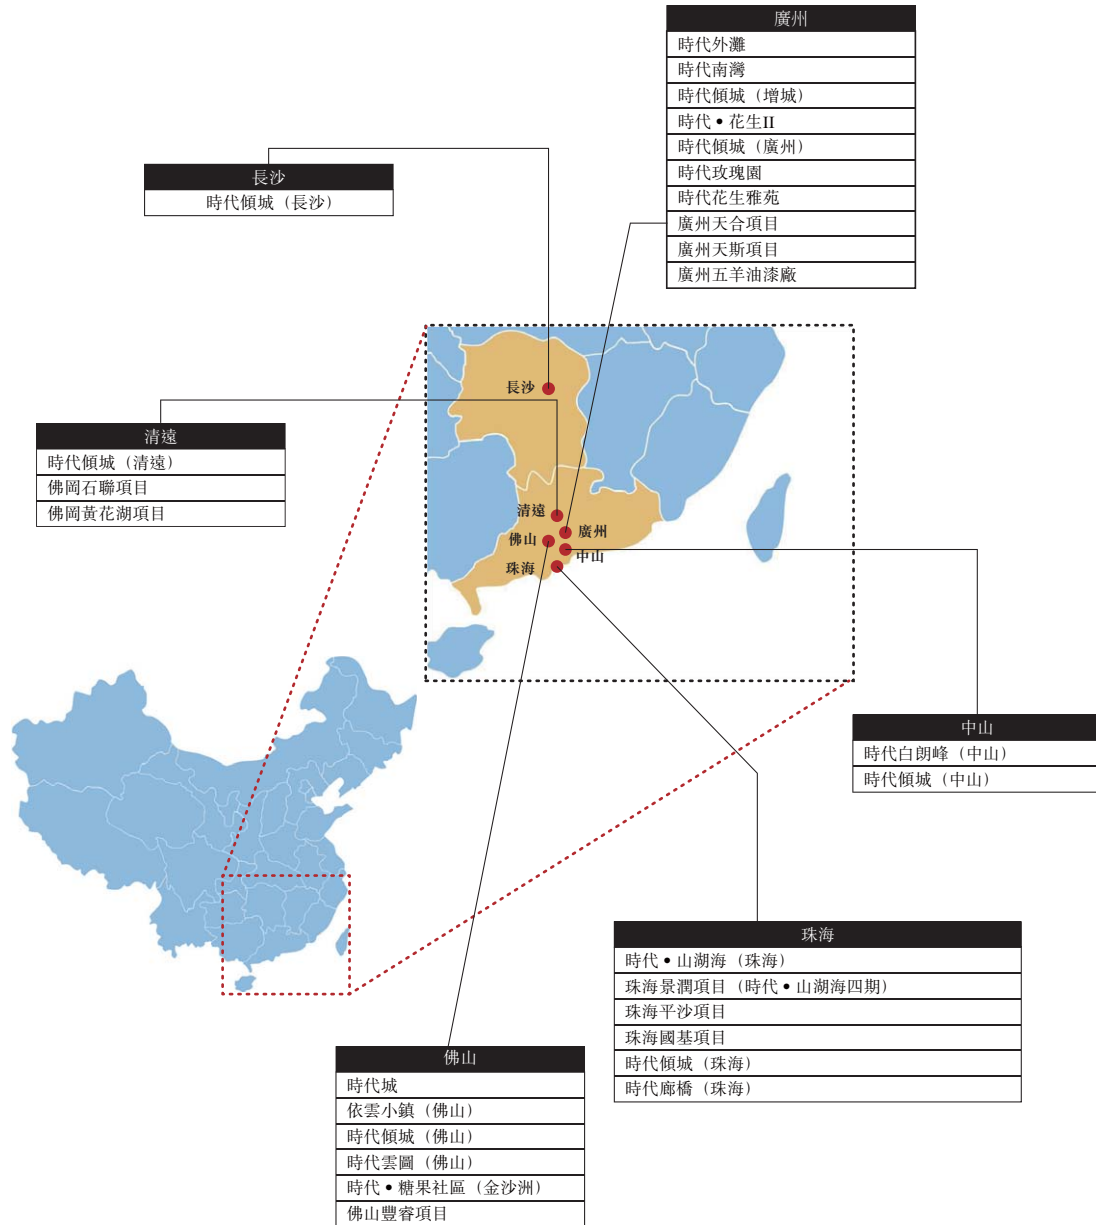 廣州
時代外灘
時代南灣
時代傾城（增城）
時代•花生II
時代傾城（廣州）
時代玫瑰園
時代花生雅苑
廣州天合項目
廣州天斯項目
廣州五羊油漆廠
長沙
時代傾城（長沙）
長沙
清遠
時代傾城（清遠）
佛岡石聯項目
佛岡黃花湖項目
清遠
廣州
佛山
中山
珠海
中山
時代白朗峰（中山）
時代傾城（中山）
珠海
時代•山湖海（珠海）
珠海景潤項目（時代•山湖海四期）
珠海平沙項目
珠海國基項目
時代傾城（珠海）
時代廊橋（珠海）
佛山
時代城
依雲小鎮（佛山）
時代傾城（佛山）
時代雲圖（佛山）
時代•糖果社區（金沙洲）
佛山豐睿項目